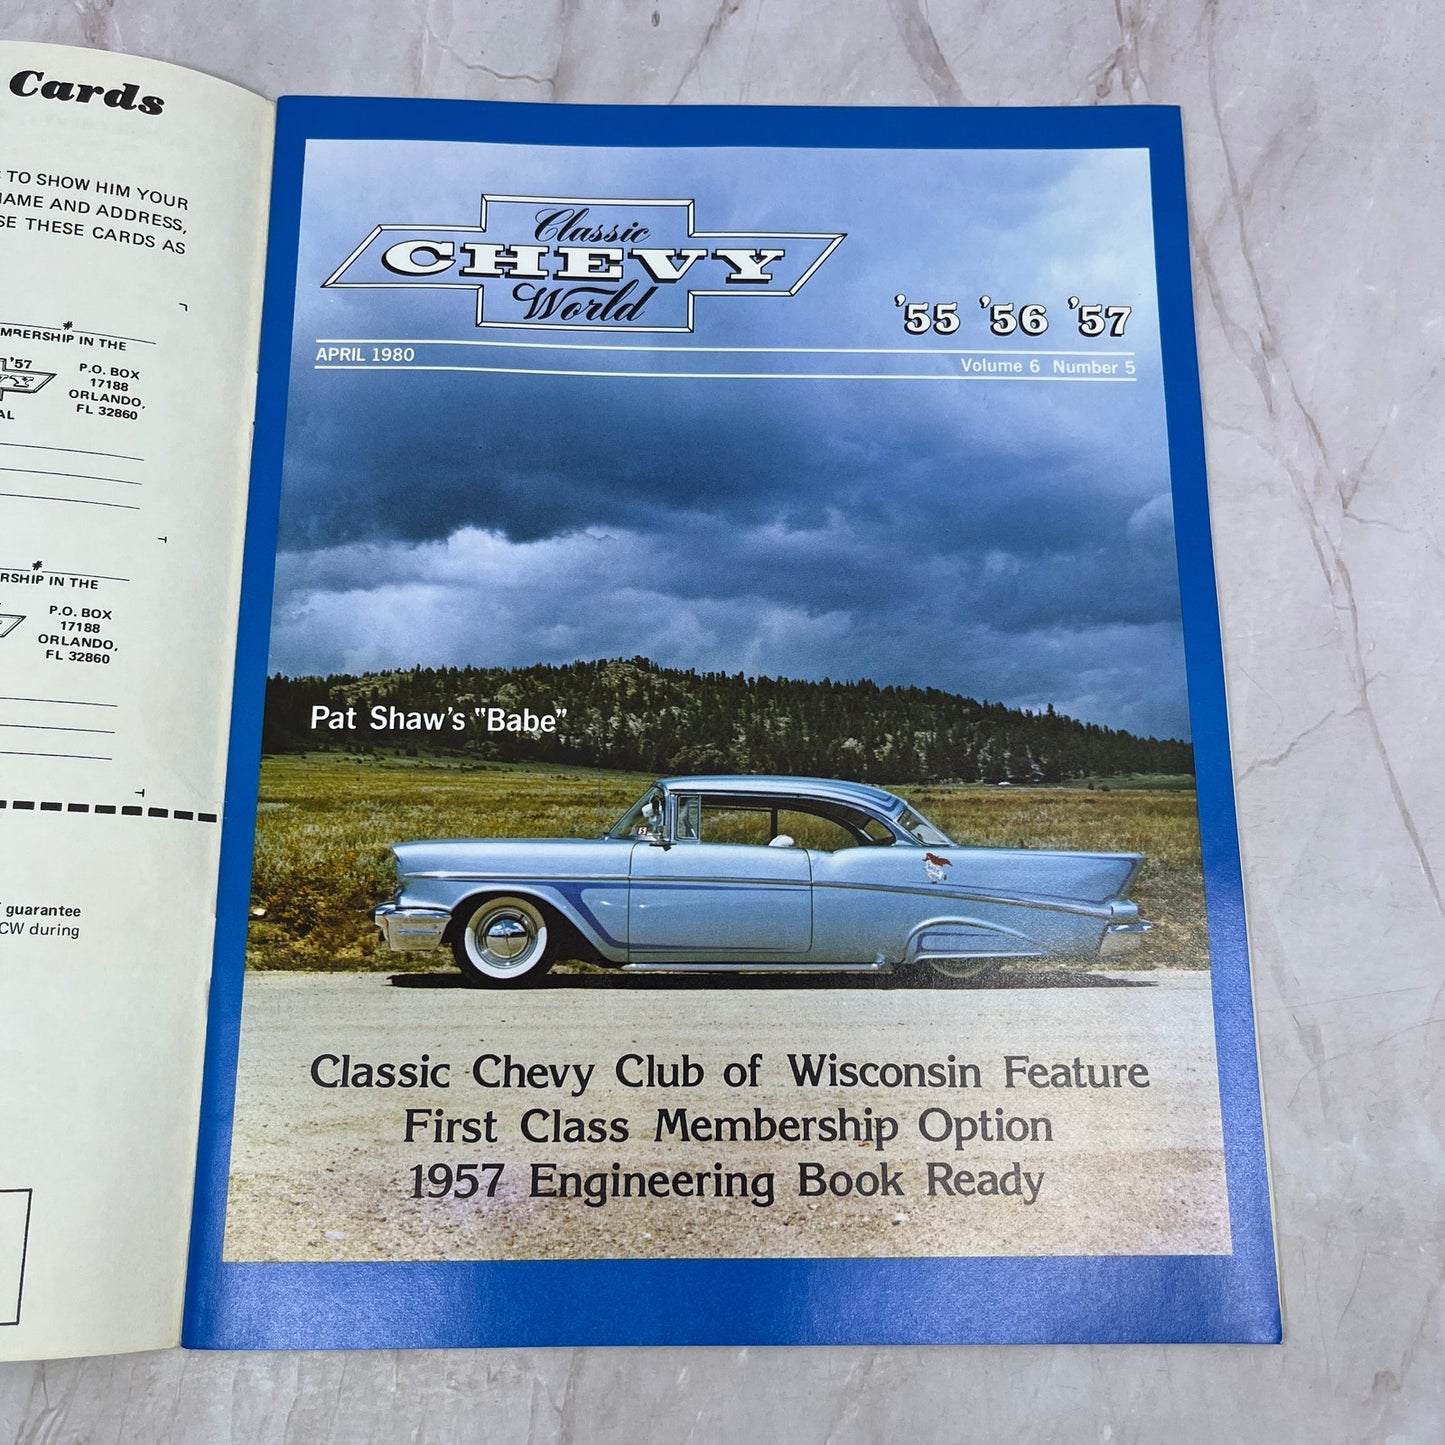 Cards
TO SHOW HIM YOUR
AME AND ADDRESS,
SE THESE CARDS AS
#
MBERSHIP IN THE
'57
P.O. BOX
17188
ORLANDO,
FL 32860
AL
#
RSHIP IN THE
P.O. BOX
17188
ORLANDO,
FL 32860
guarantee
CW during
Classic
CHEVY
World
'55 '56 '57
APRIL 1980
Volume 6 Number 5
Pat Shaw's "Babe"
Classic Chevy Club of Wisconsin Feature
First Class Membership Option
1957 Engineering Book Ready